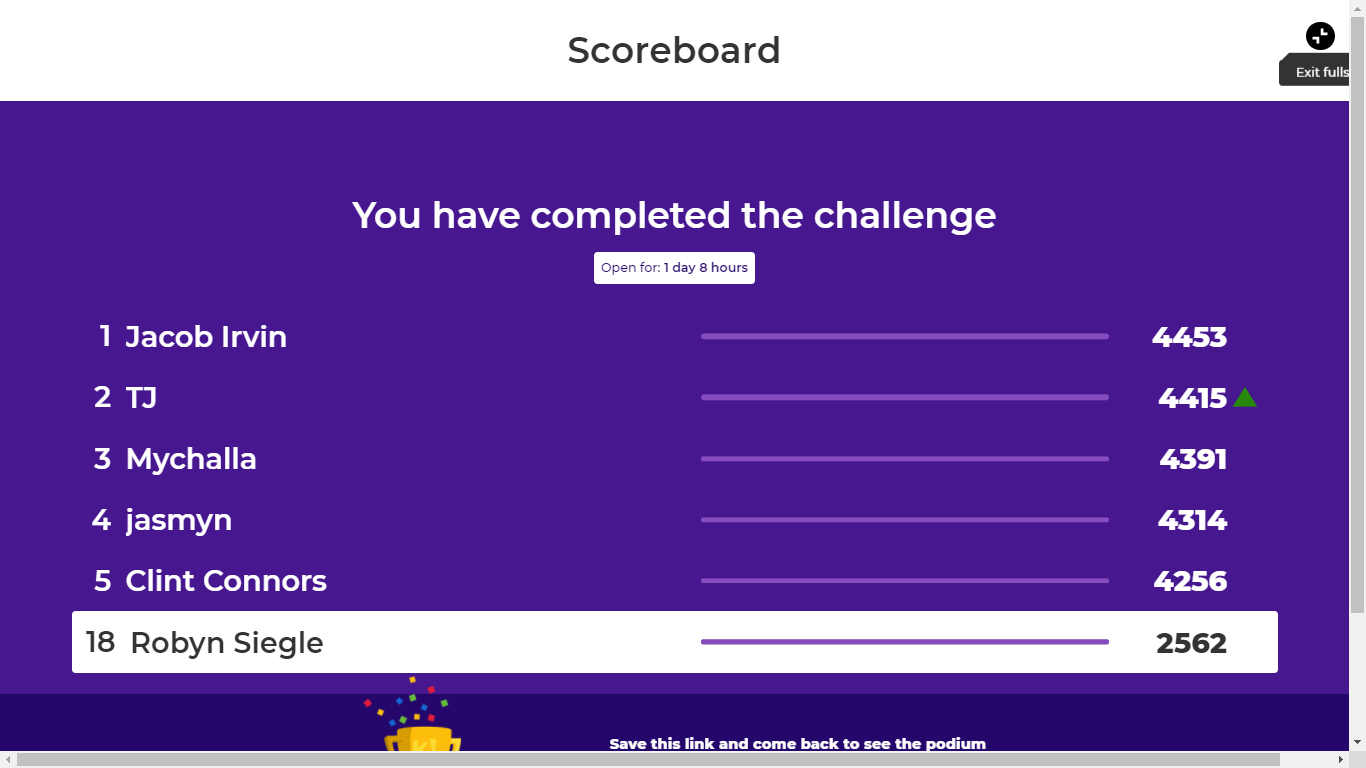 Scoreboard
Exit fulls
You have completed the challenge
Open for: 1 day 8 hours
1 Jacob Irvin 4453
2 TJ 4415
3 Mychalla 4391
4 jasmyn 4314
5 Clint Connors 4256
18 Robyn Siegle 2562
K!
Save this link and come back to see the podium